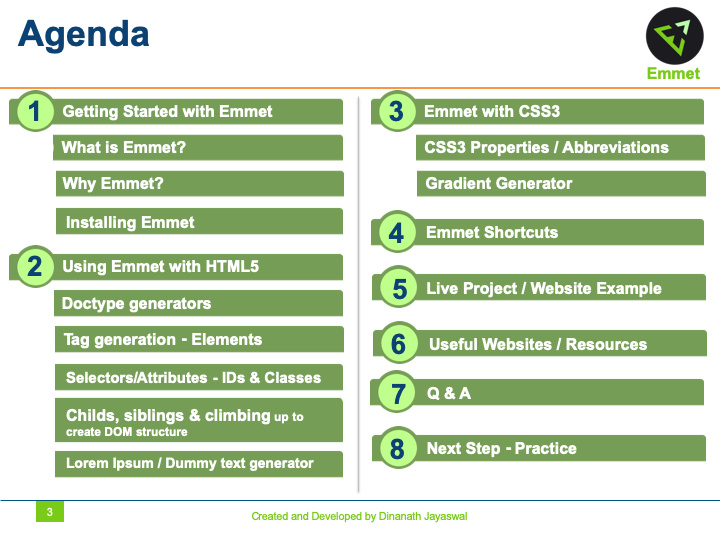 Agenda
Emmet
1 Getting Started with Emmet
What is Emmet?
Why Emmet?
Installing Emmet
2 Using Emmet with HTML5
Doctype generators
Tag generation - Elements
Selectors/Attributes - IDs & Classes
Childs, siblings & climbing up to
create DOM structure
Lorem Ipsum / Dummy text generator
3 Emmet with CSS3
CSS3 Properties / Abbreviations
Gradient Generator
4 Emmet Shortcuts
5 Live Project / Website Example
6 Useful Websites / Resources
7 Q & A
8 Next Step - Practice
3
Created and Developed by Dinanath Jayaswal